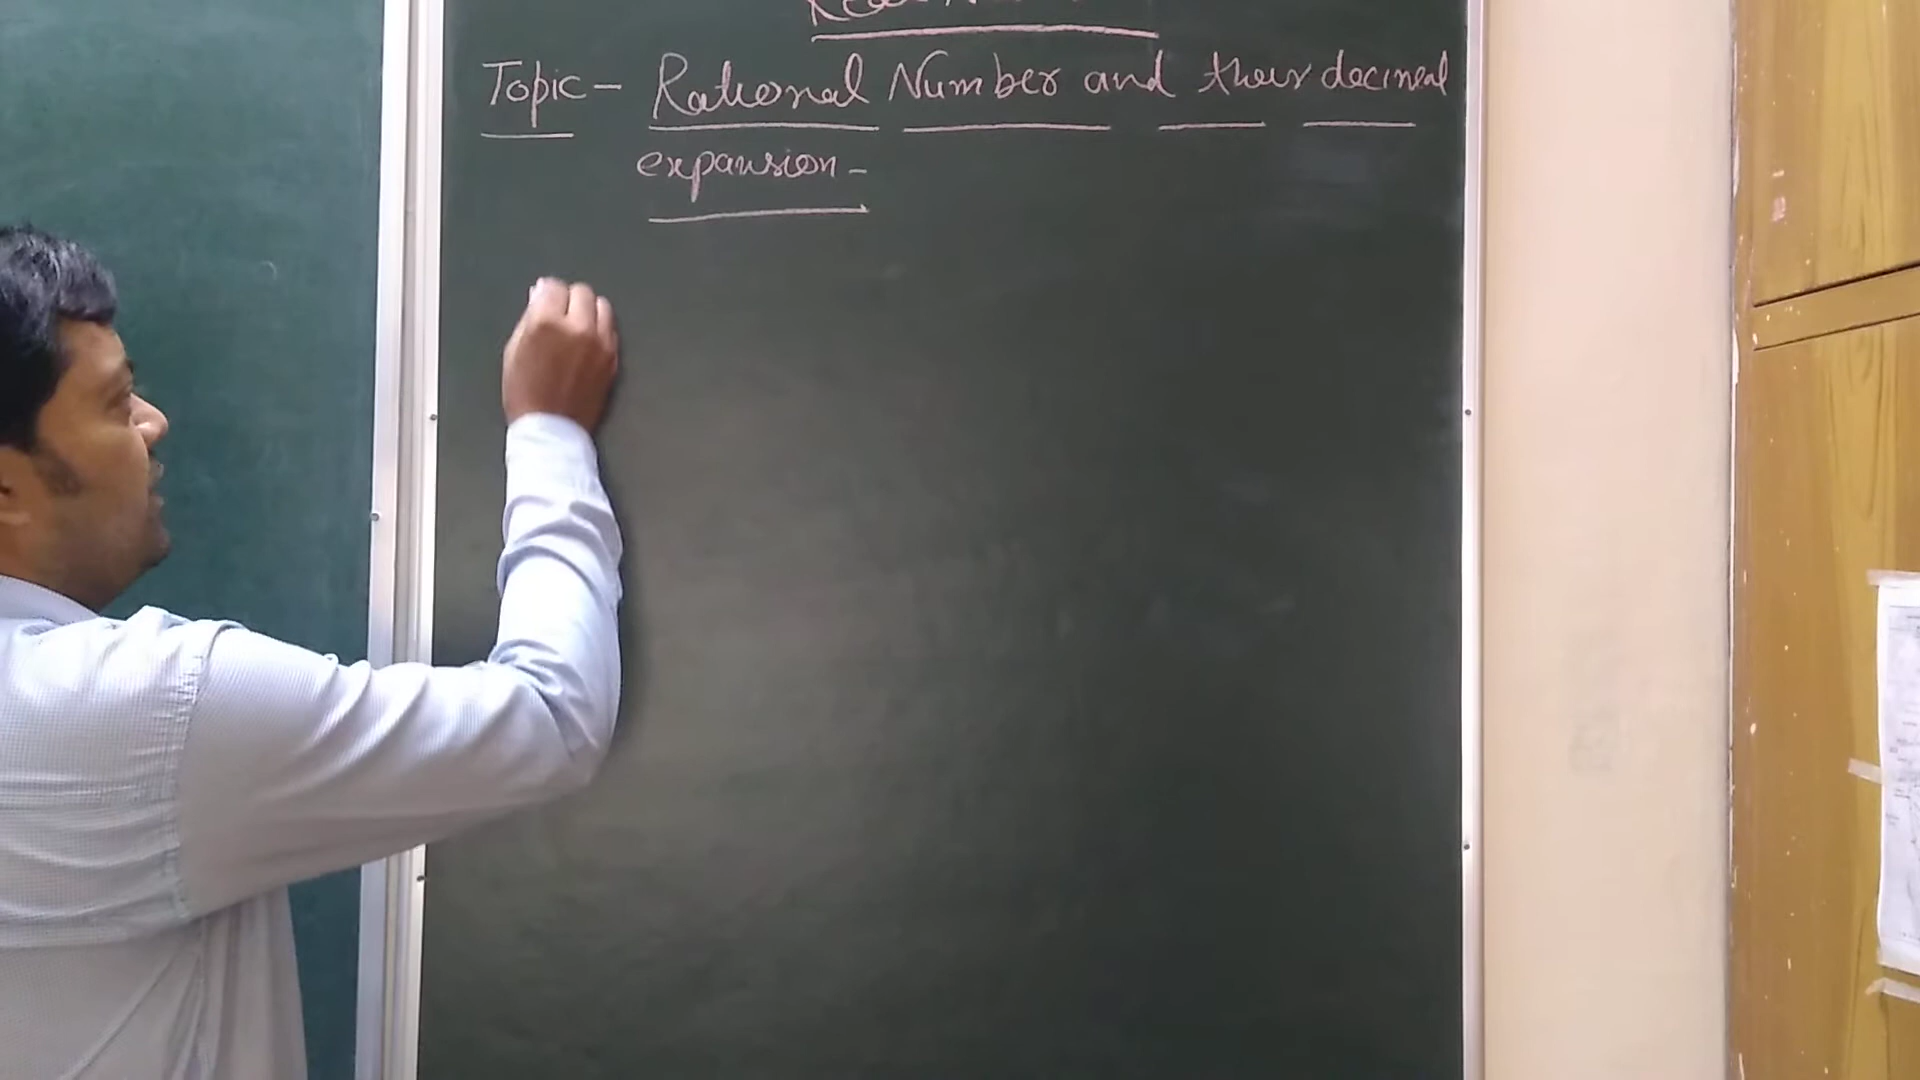 Topic - Rational Number and their decimal
expansion -